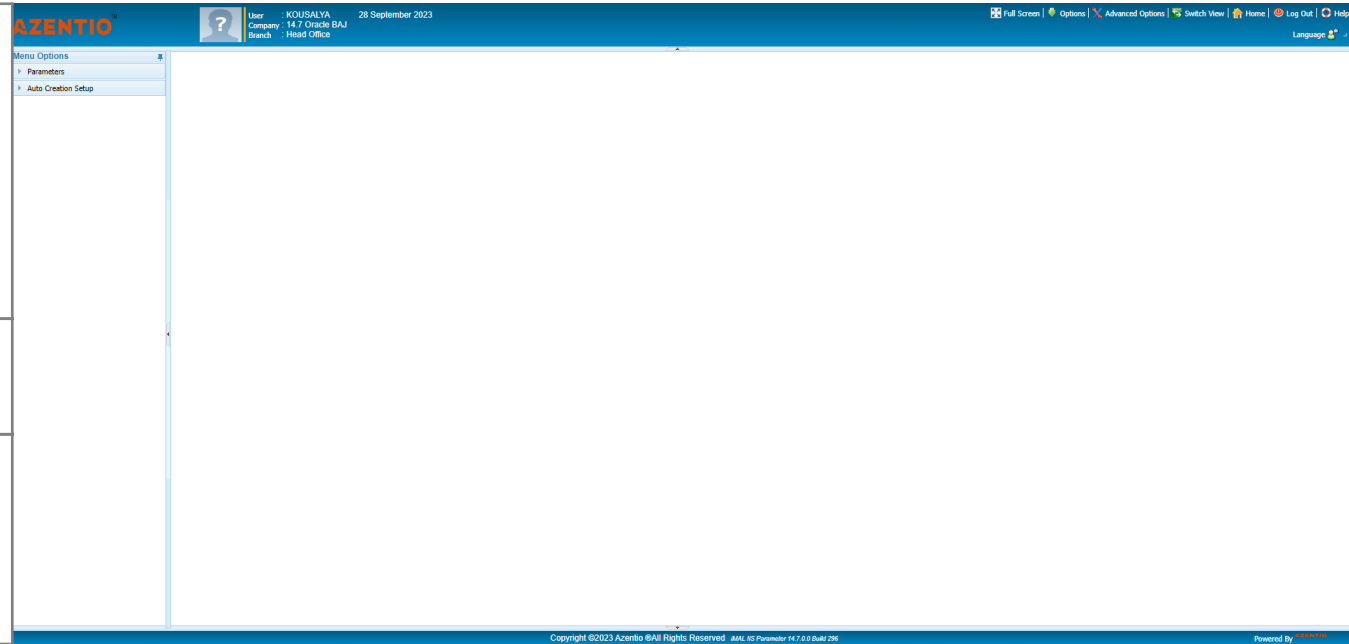 AZENTIO
User : KOUSALYA 28 September 2023
Company : 14.7 Oracle BAJ
Branch : Head Office
Full Screen | Options | Advanced Options | Switch View | Home | Log Out | Help
Language
Menu Options
Parameters
Auto Creation Setup
Copyright ©2023 Azentio ®All Rights Reserved iMAL IIS Parameter 14.7.0.0 Build 296
Powered By AZENTIO